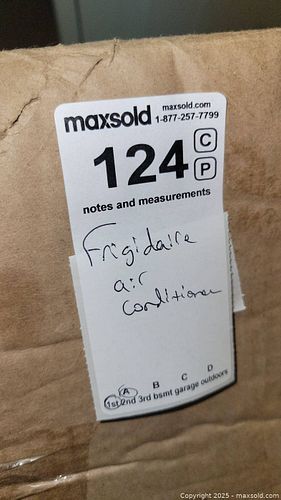 maxsold maxsold.com
1-877-257-7799
124 C
P
notes and measurements
Frigidaire
air
conditioner
A B C D
1st 2nd 3rd bsmt garage outdoors
Copyright © 2025 - maxsold.com